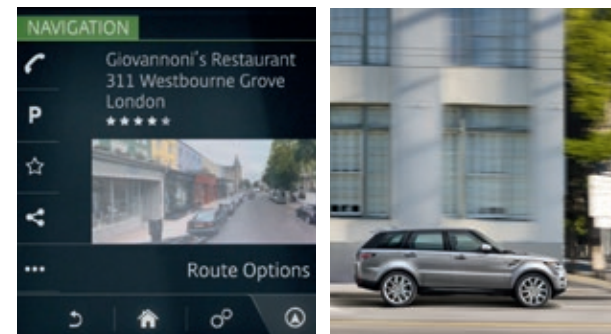 NAVIGATION
Giovannoni's Restaurant
311 Westbourne Grove
London
P
Route Options